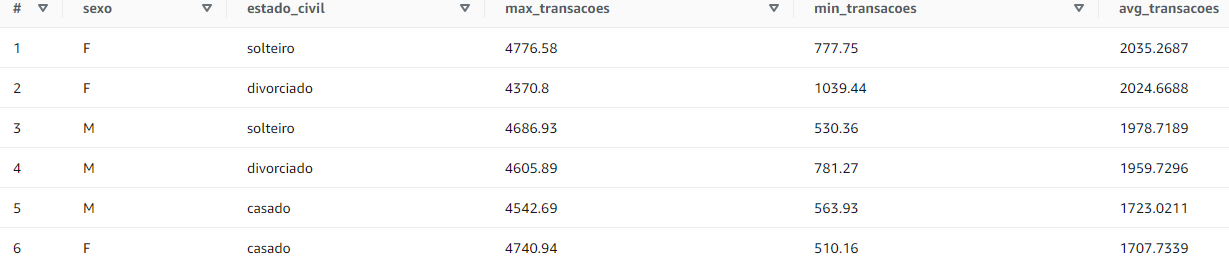 # sexo estado_civil max_transacoes min_transacoes avg_transacoes
1 F solteiro 4776.58 777.75 2035.2687
2 F divorciado 4370.8 1039.44 2024.6688
3 M solteiro 4686.93 530.36 1978.7189
4 M divorciado 4605.89 781.27 1959.7296
5 M casado 4542.69 563.93 1723.0211
6 F casado 4740.94 510.16 1707.7339